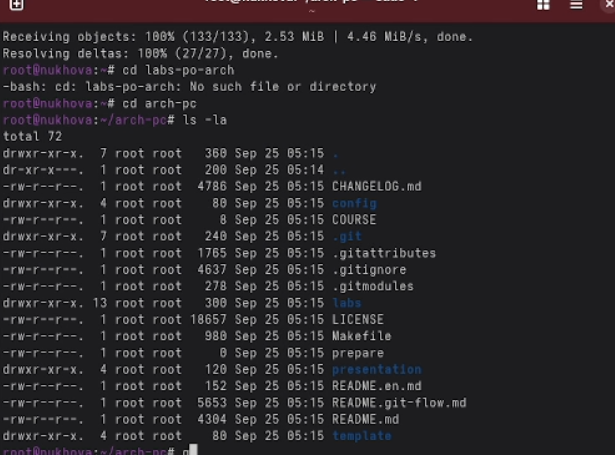 Receiving objects: 100% (133/133), 2.53 MiB | 4.46 MiB/s, done.
Resolving deltas: 100% (27/27), done.
root@nukhova:~# cd labs-po-arch
-bash: cd: labs-po-arch: No such file or directory
root@nukhova:~# cd arch-pc
root@nukhova:~/arch-pc# ls -la
total 72
drwxr-xr-x. 7 root root 360 Sep 25 05:15 .
dr-xr-x---. 1 root root 200 Sep 25 05:14 ..
-rw-r--r--. 1 root root 4786 Sep 25 05:15 CHANGELOG.md
drwxr-xr-x. 4 root root 80 Sep 25 05:15 config
-rw-r--r--. 1 root root 8 Sep 25 05:15 COURSE
drwxr-xr-x. 7 root root 240 Sep 25 05:15 .git
-rw-r--r--. 1 root root 1765 Sep 25 05:15 .gitattributes
-rw-r--r--. 1 root root 4637 Sep 25 05:15 .gitignore
-rw-r--r--. 1 root root 278 Sep 25 05:15 .gitmodules
drwxr-xr-x. 13 root root 300 Sep 25 05:15 labs
-rw-r--r--. 1 root root 18657 Sep 25 05:15 LICENSE
-rw-r--r--. 1 root root 980 Sep 25 05:15 Makefile
-rw-r--r--. 1 root root 0 Sep 25 05:15 prepare
drwxr-xr-x. 4 root root 120 Sep 25 05:15 presentation
-rw-r--r--. 1 root root 152 Sep 25 05:15 README.en.md
-rw-r--r--. 1 root root 5653 Sep 25 05:15 README.git-flow.md
-rw-r--r--. 1 root root 4304 Sep 25 05:15 README.md
drwxr-xr-x. 4 root root 80 Sep 25 05:15 template
root@nukhova:~/arch-pc#